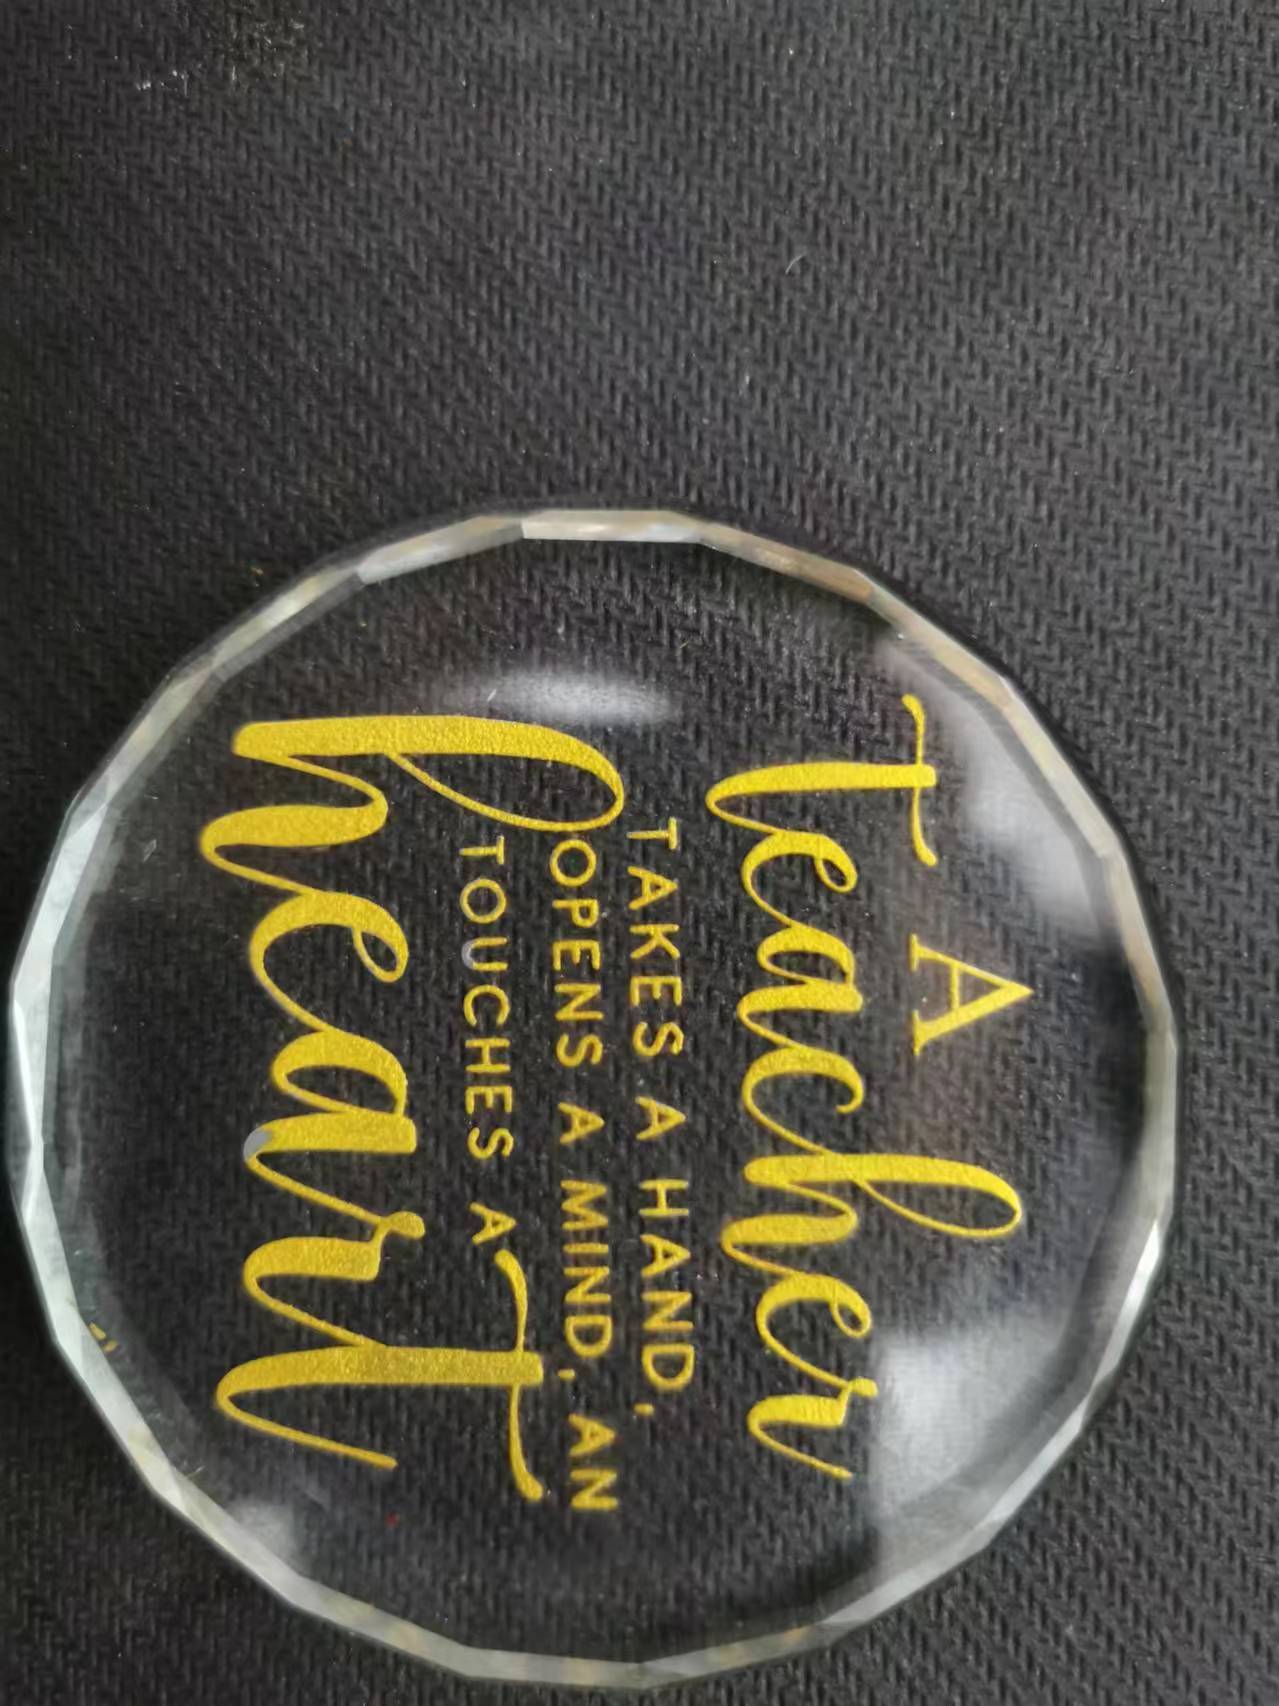 A
teacher
TAKES A HAND,
OPENS A MIND, AN
TOUCHES A
heart